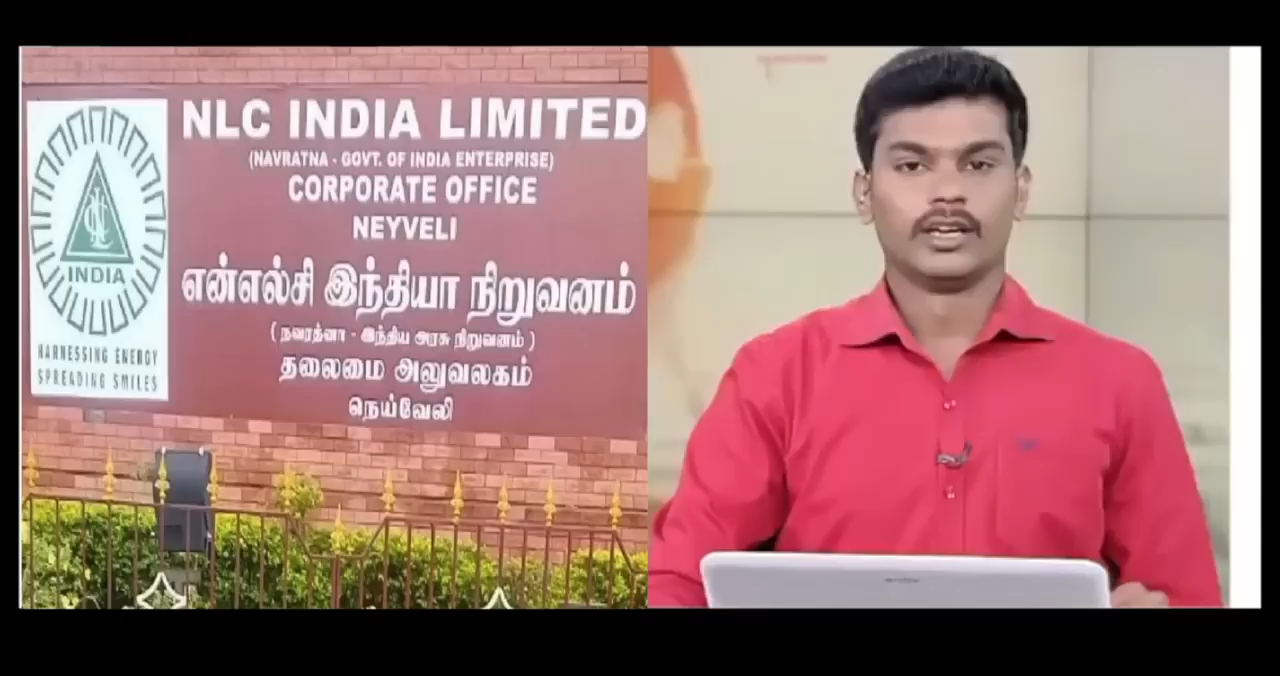 NLC INDIA LIMITED
(NAVRATNA - GOVT. OF INDIA ENTERPRISE)
CORPORATE OFFICE
NEYVELI
என்எல்சி இந்தியா நிறுவனம்
( நவரத்னா - இந்திய அரசு நிறுவனம் )
தலைமை அலுவலகம்
நெய்வேலி
NLC
INDIA
HARNESSING ENERGY
SPREADING SMILES